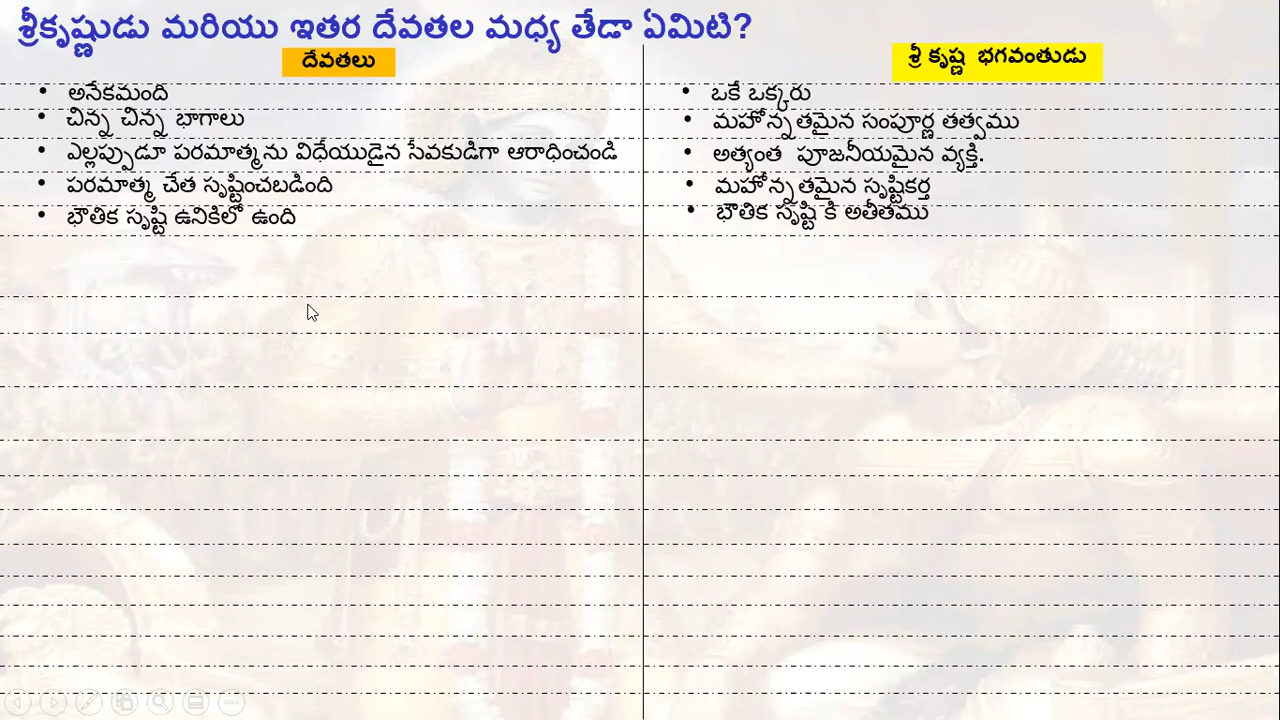 శ్రీకృష్ణుడు మరియు ఇతర దేవతల మధ్య తేడా ఏమిటి?
దేవతలు
• అనేకమంది
• చిన్న చిన్న భాగాలు
• ఎల్లప్పుడూ పరమాత్మను విధేయుడైన సేవకుడిగా ఆరాధించండి
• పరమాత్మ చేత సృష్టించబడింది
• భౌతిక సృష్టి ఉనికిలో ఉంది
శ్రీ కృష్ణ భగవంతుడు
• ఒకే ఒక్కరు
• మహోన్నతమైన సంపూర్ణ తత్వము
• అత్యంత పూజనీయమైన వ్యక్తి.
• మహోన్నతమైన సృష్టికర్త
• భౌతిక సృష్టి కి అతీతము